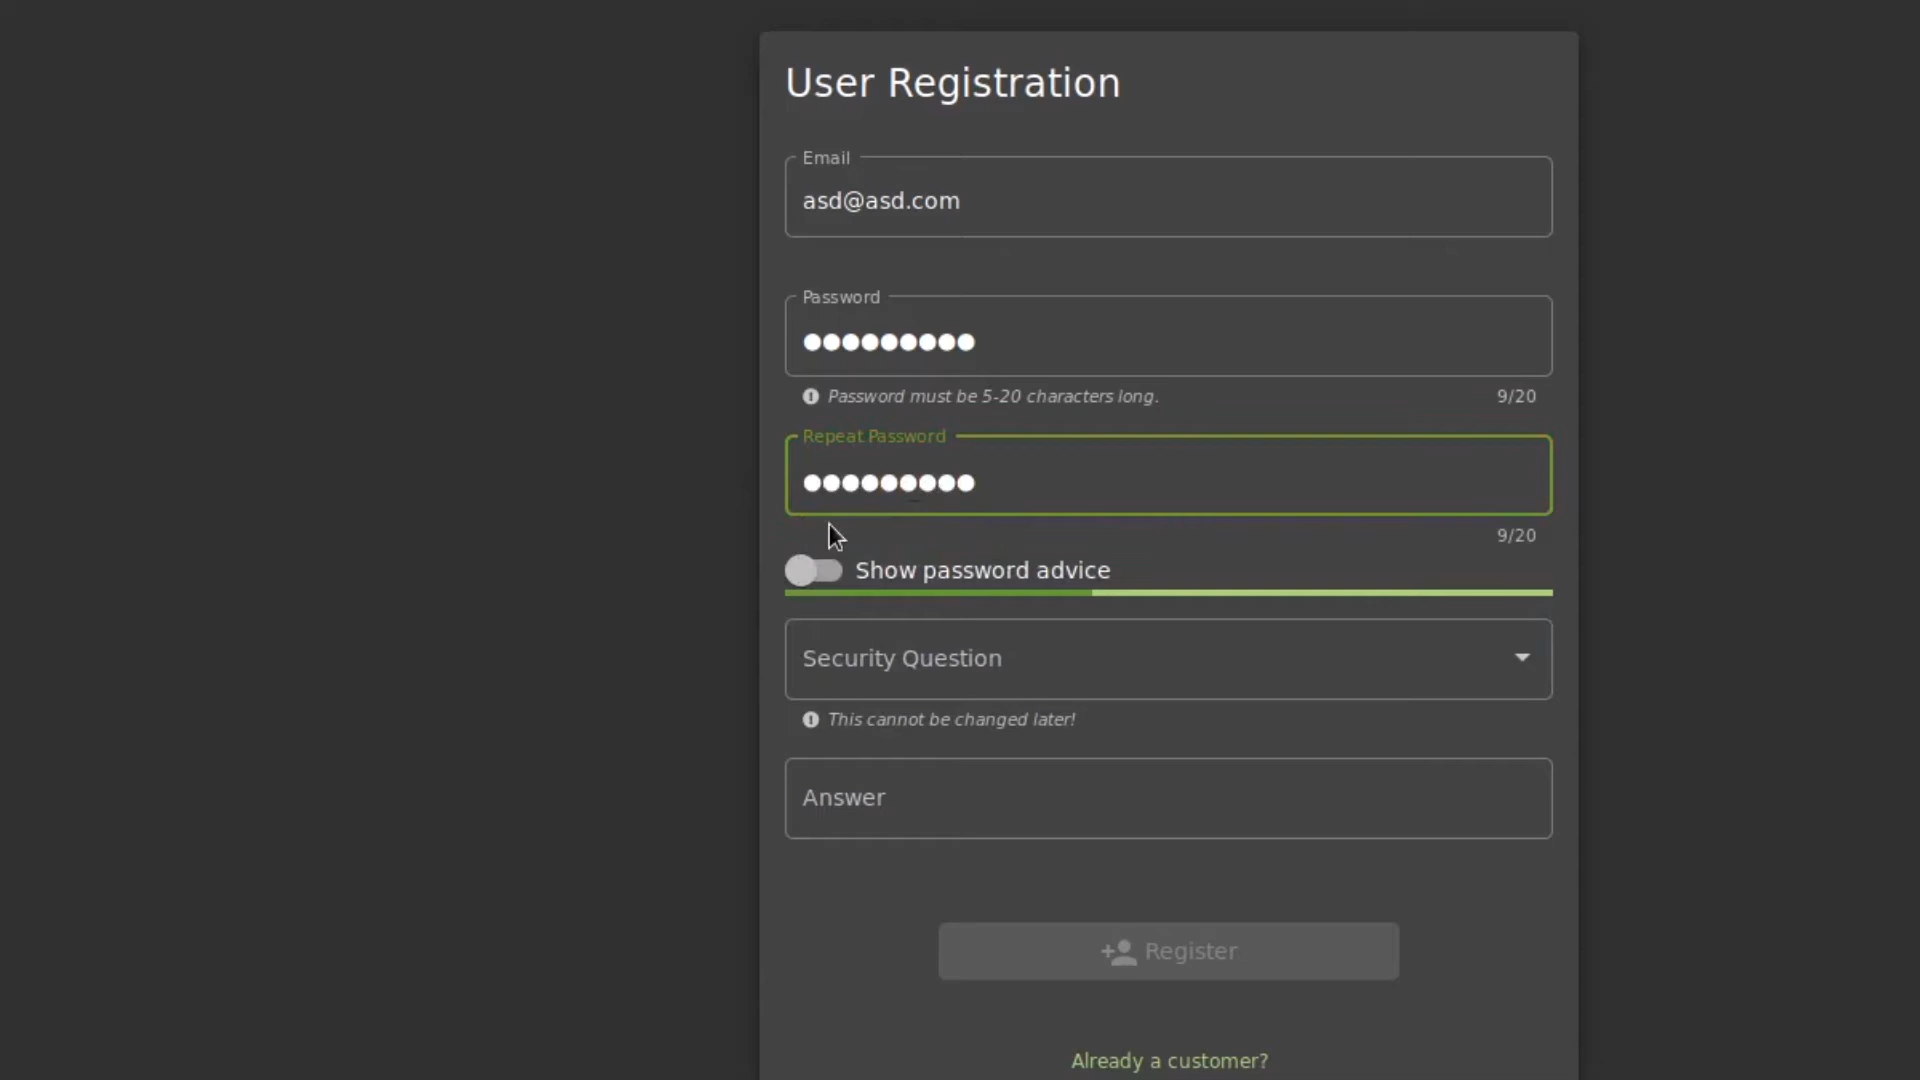 User Registration
Email
asd@asd.com
Password
●●●●●●●●●
Password must be 5-20 characters long.
9/20
Repeat Password
●●●●●●●●●
9/20
Show password advice
Security Question
This cannot be changed later!
Answer
Register
Already a customer?